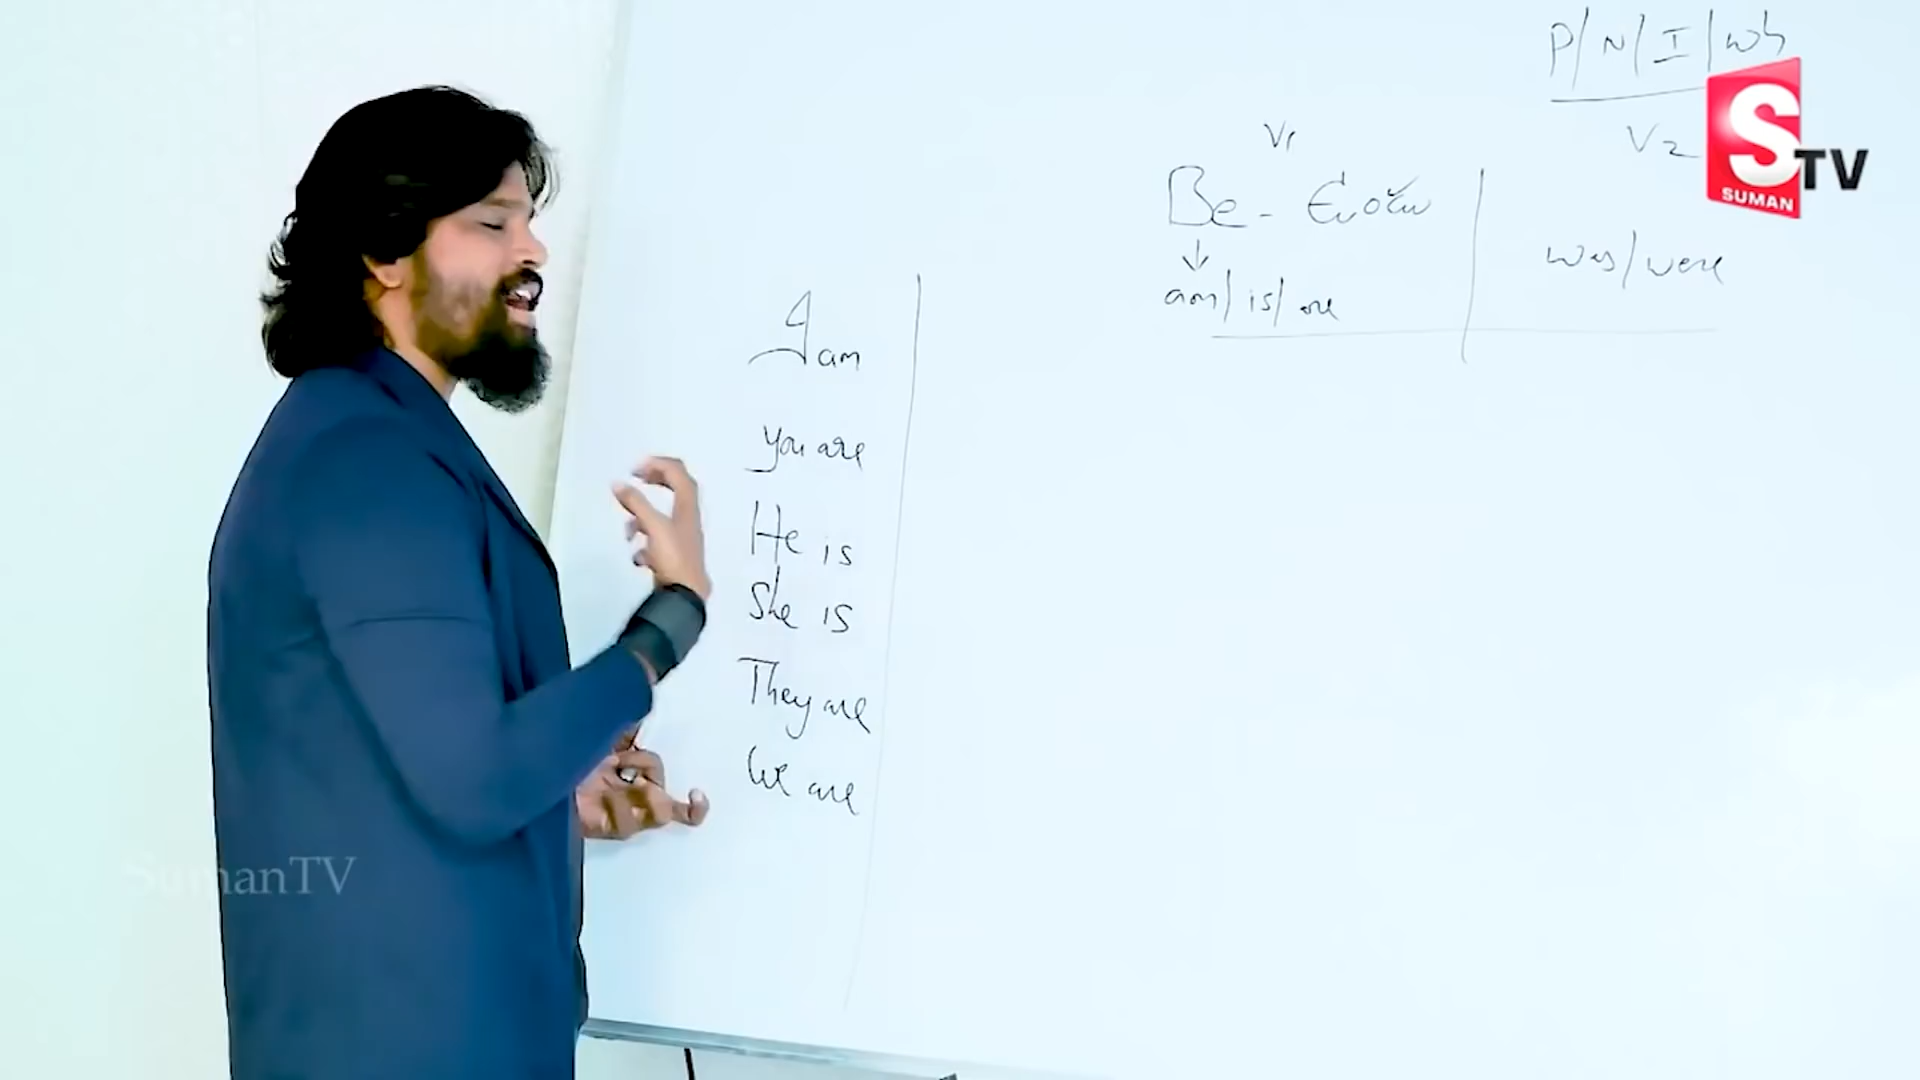 P/N/I/Wh
V1
V2
Be - ఉండటం
↓
am/is/are
was/were
I am
You are
He is
She is
They are
We are
S TV
SUMAN
SumanTV